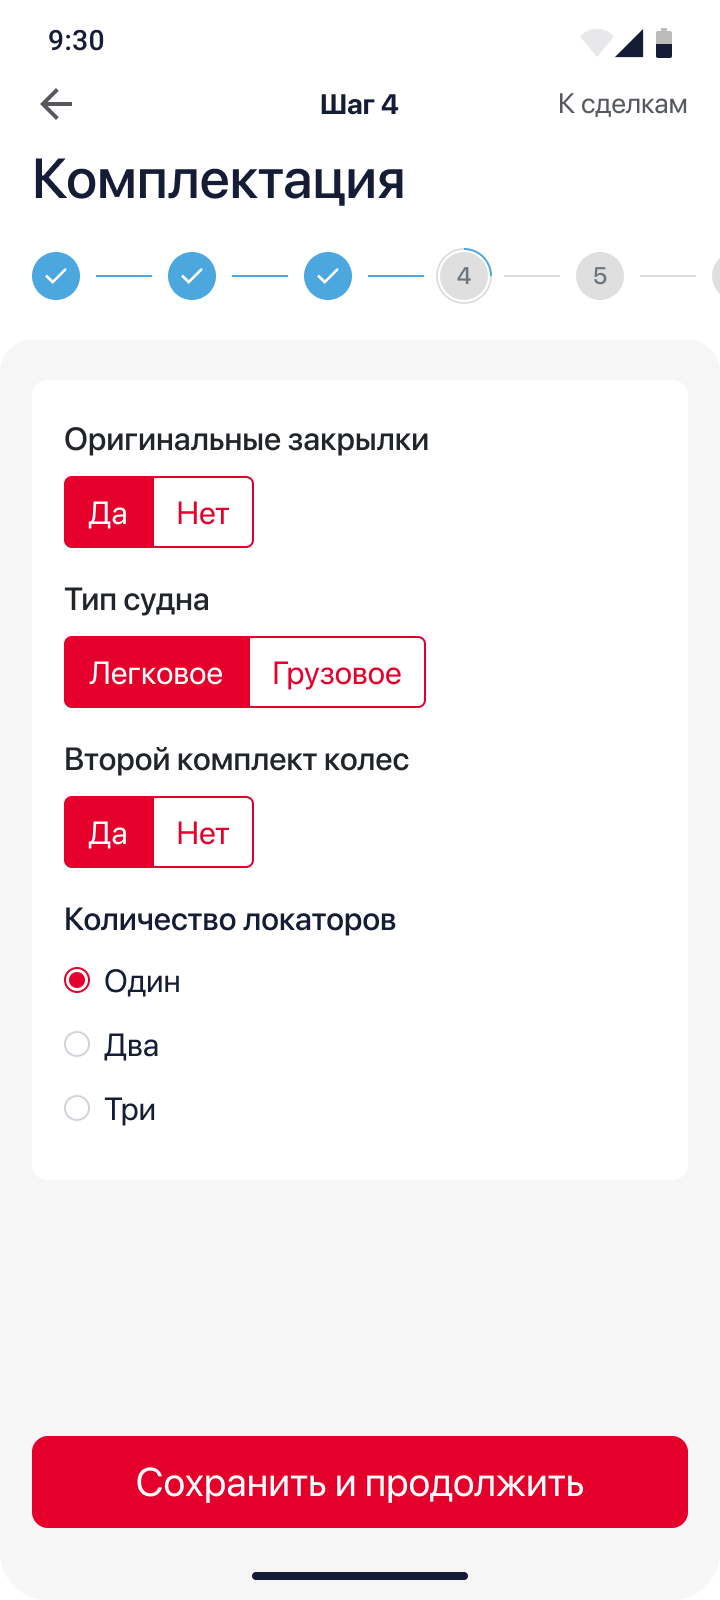 9:30
Шаг 4
К сделкам
Комплектация
4
5
Оригинальные закрылки
Да
Нет
Тип судна
Легковое
Грузовое
Второй комплект колес
Да
Нет
Количество локаторов
Один
Два
Три
Сохранить и продолжить